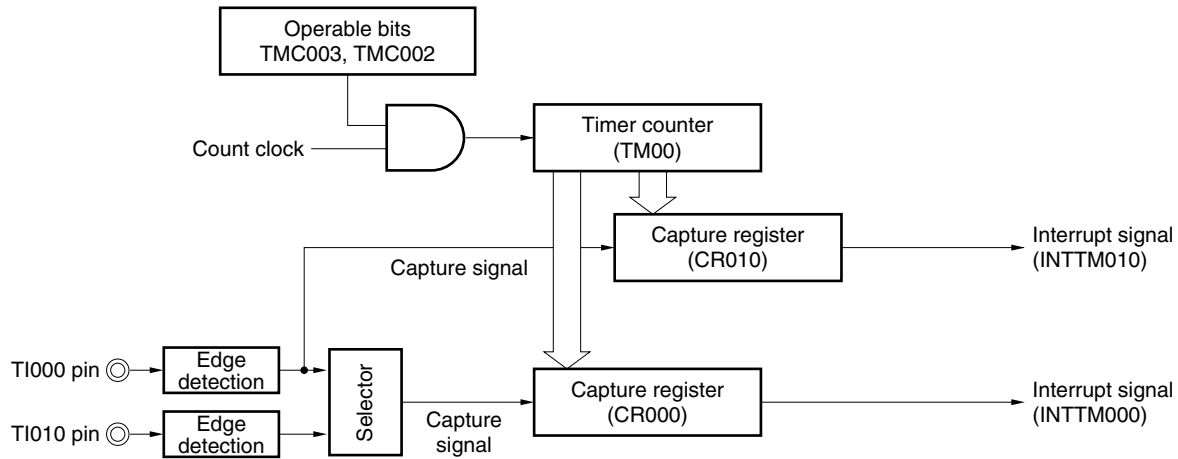 Operable bits
TMC003, TMC002
Count clock
Timer counter
(TM00)
Capture register
(CR010)
Interrupt signal
(INTTM010)
Capture signal
TI000 pin
Edge
detection
Selector
TI010 pin
Edge
detection
Capture
signal
Capture register
(CR000)
Interrupt signal
(INTTM000)